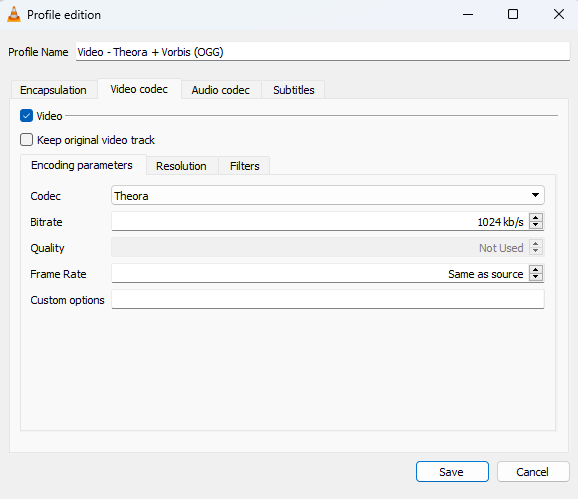 Profile edition
Profile Name Video - Theora + Vorbis (OGG)
Encapsulation Video codec Audio codec Subtitles
Video
Keep original video track
Encoding parameters Resolution Filters
Codec Theora
Bitrate 1024 kb/s
Quality Not Used
Frame Rate Same as source
Custom options
Save Cancel